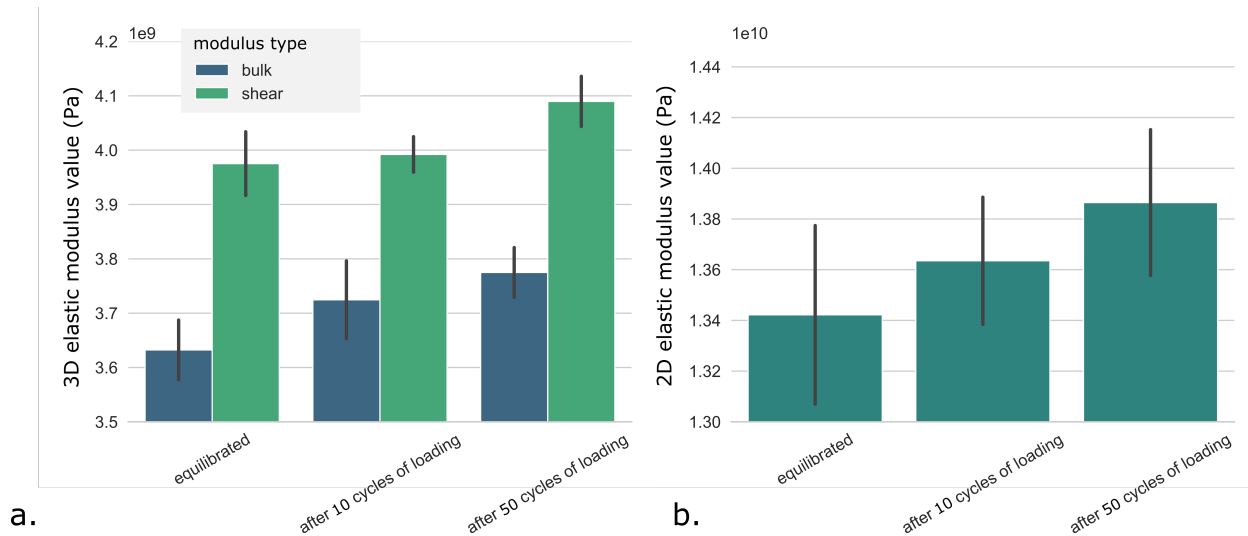 1e9
modulus type
bulk
shear
4.2
4.1
4.0
3.9
3.8
3.7
3.6
3.5
3D elastic modulus value (Pa)
equilibrated
after 10 cycles of loading
after 50 cycles of loading
a.
1e10
1.44
1.42
1.40
1.38
1.36
1.34
1.32
1.30
2D elastic modulus value (Pa)
equilibrated
after 10 cycles of loading
after 50 cycles of loading
b.